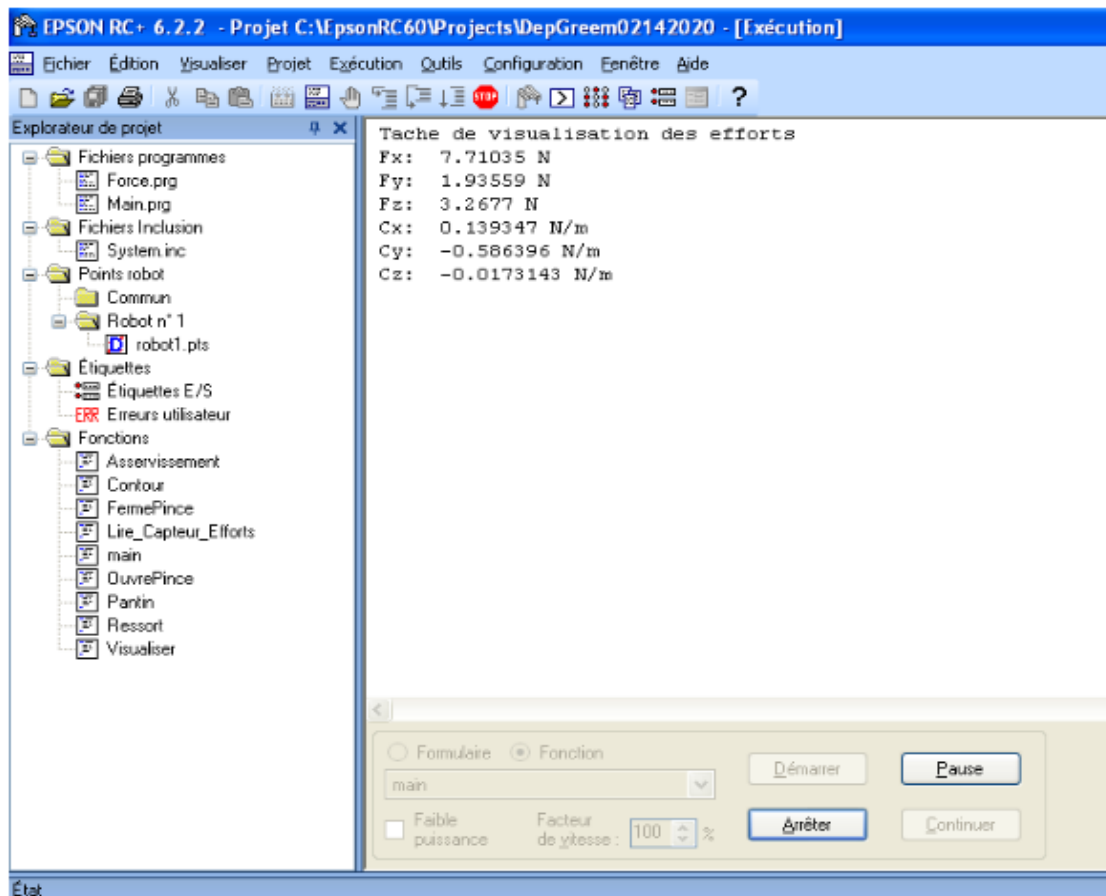 EPSON RC+ 6.2.2 - Projet C:\EpsonRC60\Projects\DepGreem02142020 - [Exécution]
Fichier Édition Visualiser Projet Exécution Outils Configuration Fenêtre Aide
STOP ?
Explorateur de projet
Fichiers programmes
Force.prg
Main.prg
Fichiers Inclusion
System.inc
Points robot
Commun
Robot n° 1
robot1.pts
Étiquettes
Étiquettes E/S
ERR Erreurs utilisateur
Fonctions
Asservissement
Contour
FermePince
Lire_Capteur_Efforts
main
OuvrePince
Pantin
Ressort
Visualiser
Tache de visualisation des efforts
Fx: 7.71035 N
Fy: 1.93559 N
Fz: 3.2677 N
Cx: 0.139347 N/m
Cy: -0.586396 N/m
Cz: -0.0173143 N/m
Formulaire Fonction
main
Démarrer Pause
Faible puissance
Facteur de vitesse : 100 %
Arrêter Continuer
État